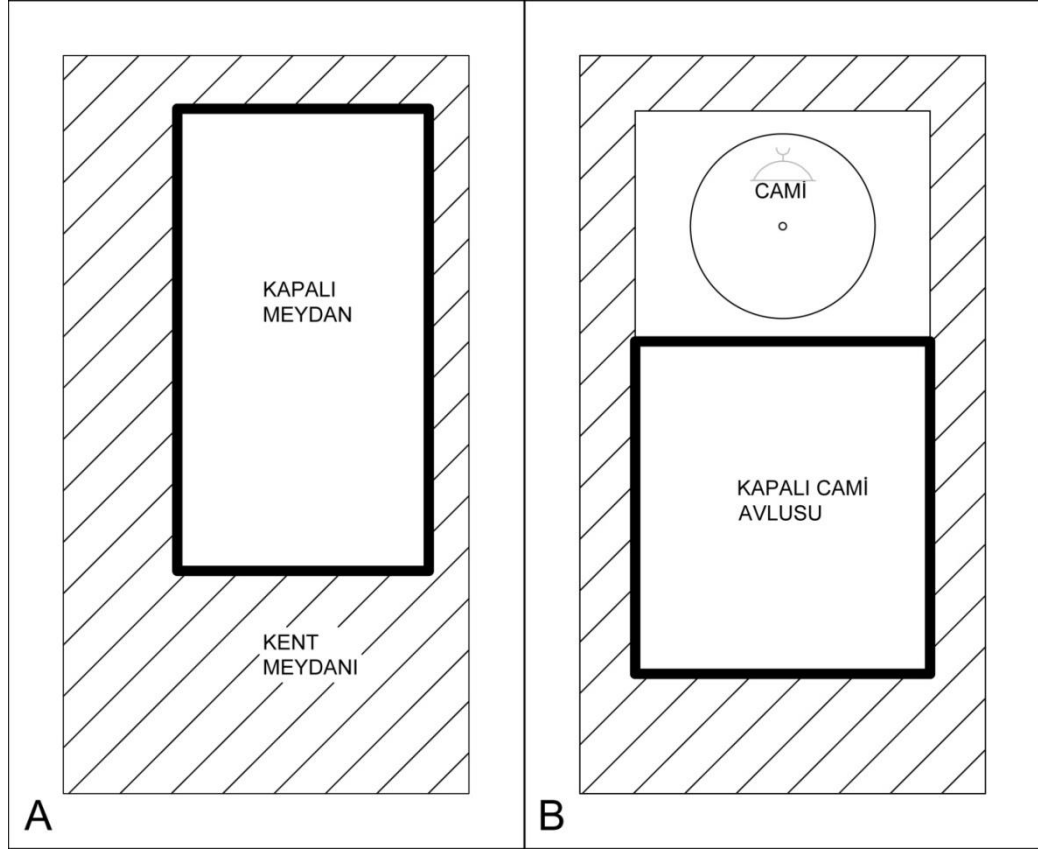 KAPALI
MEYDAN
KENT
MEYDANI
A
CAMİ
KAPALI CAMİ
AVLUSU
B